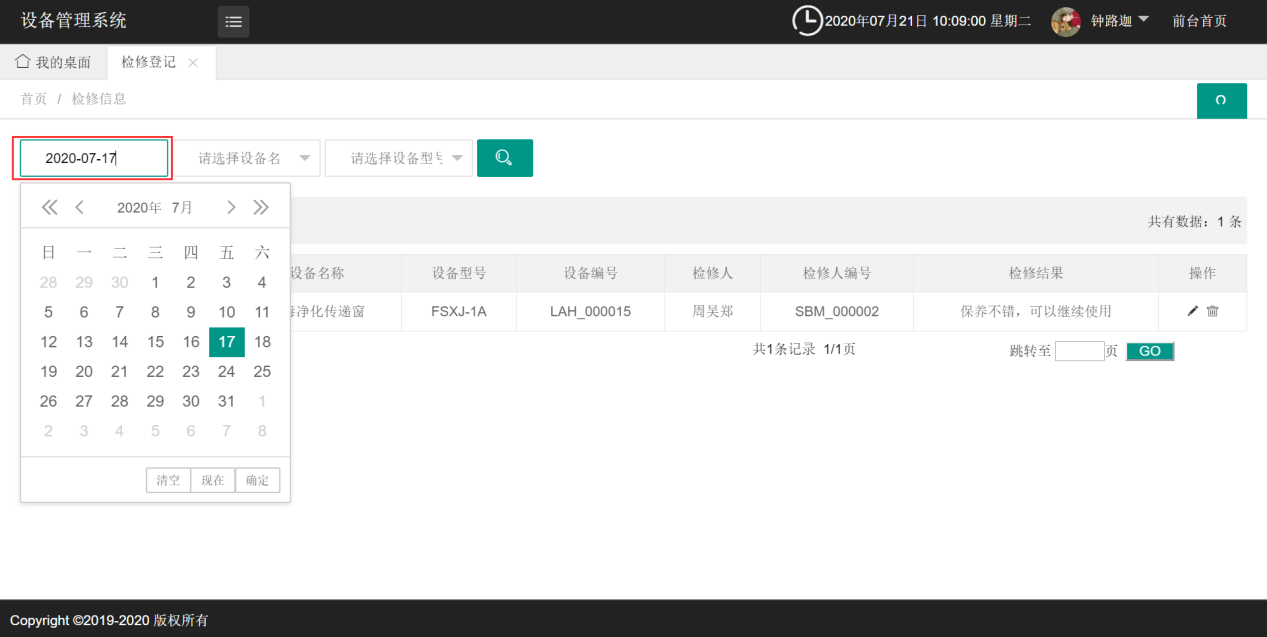 设备管理系统
2020年07月21日 10:09:00 星期二
钟路迦
前台首页
我的桌面
检修登记
首页 / 检修信息
2020-07-17
请选择设备名
请选择设备型号
2020年 7月
日 一 二 三 四 五 六
28 29 30 1 2 3 4
5 6 7 8 9 10 11
12 13 14 15 16 17 18
19 20 21 22 23 24 25
26 27 28 29 30 31 1
2 3 4 5 6 7 8
清空 现在 确定
共有数据：1 条
设备名称 设备型号 设备编号 检修人 检修人编号 检修结果 操作
净化传递窗 FSXJ-1A LAH_000015 周吴郑 SBM_000002 保养不错，可以继续使用
共1条记录 1/1页
跳转至 页 GO
Copyright ©2019-2020 版权所有